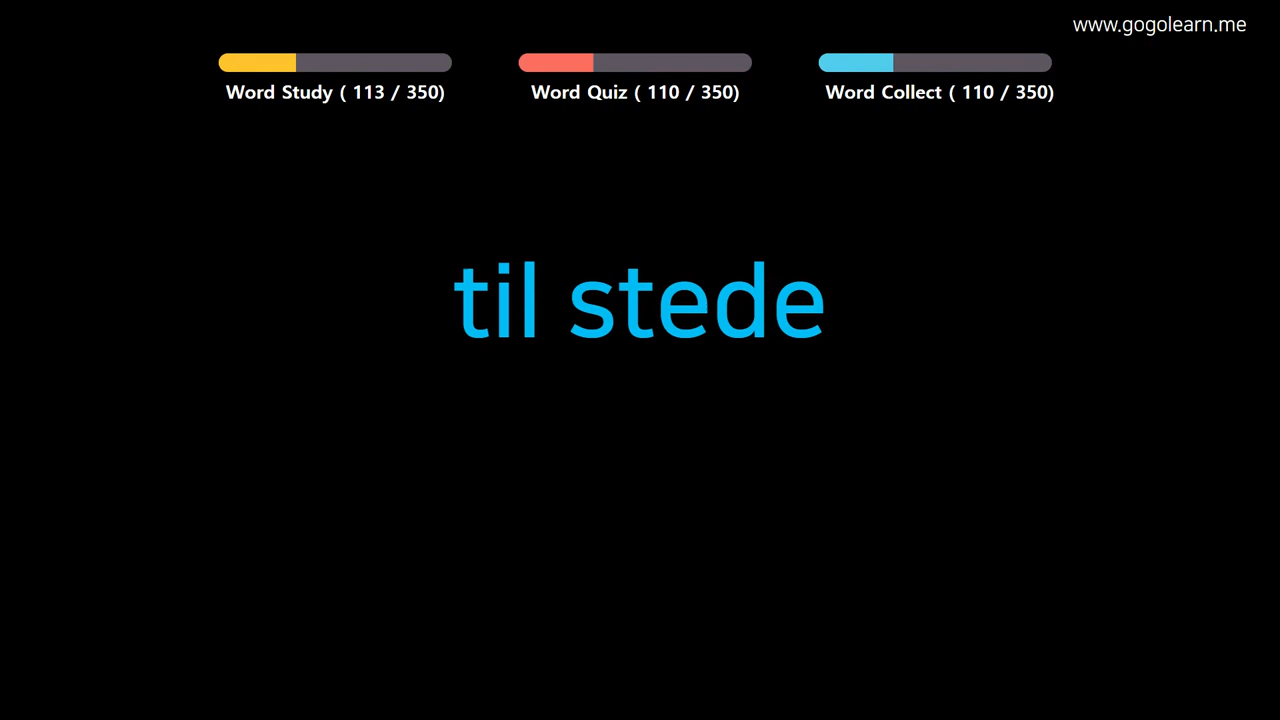 www.gogolearn.me
Word Study ( 113 / 350)
Word Quiz ( 110 / 350)
Word Collect ( 110 / 350)
til stede